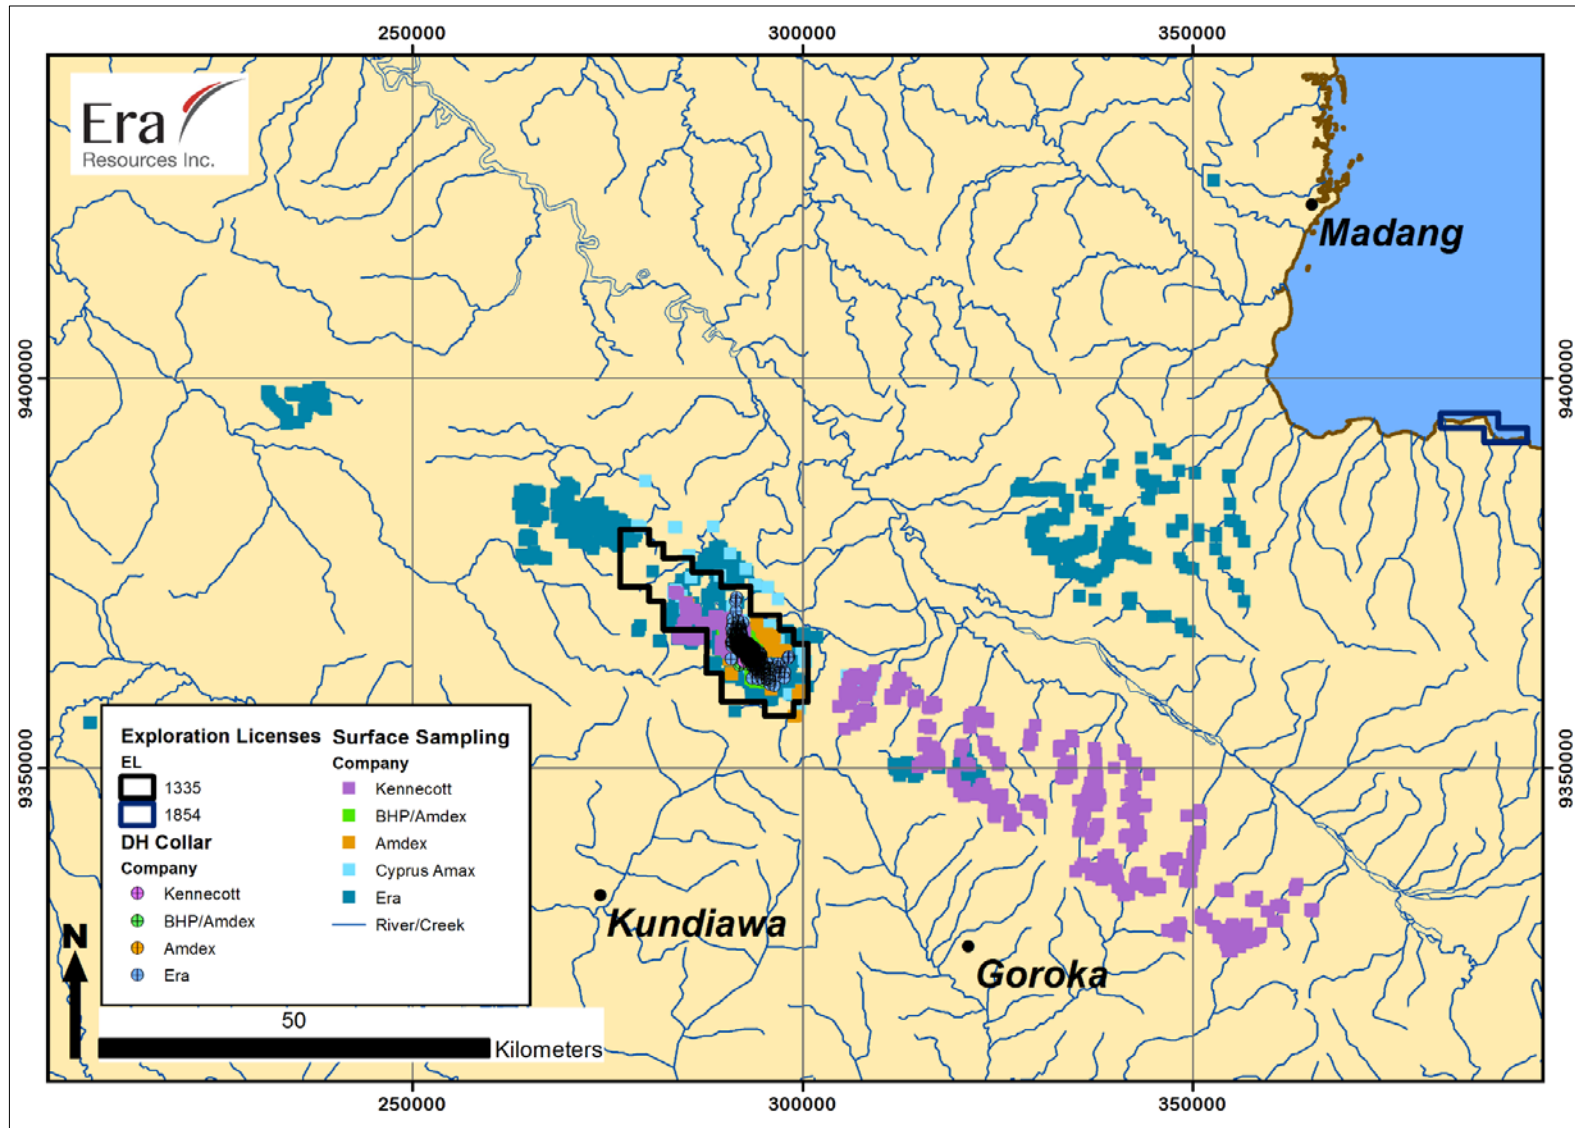 250000
300000
350000
Era
Resources Inc.
Madang
9400000
9400000
9350000
9350000
Exploration Licenses
EL
1335
1854
DH Collar
Company
Kennecott
BHP/Amdex
Amdex
Era
Surface Sampling
Company
Kennecott
BHP/Amdex
Amdex
Cyprus Amax
Era
River/Creek
Kundiawa
Goroka
N
50
Kilometers
250000
300000
350000